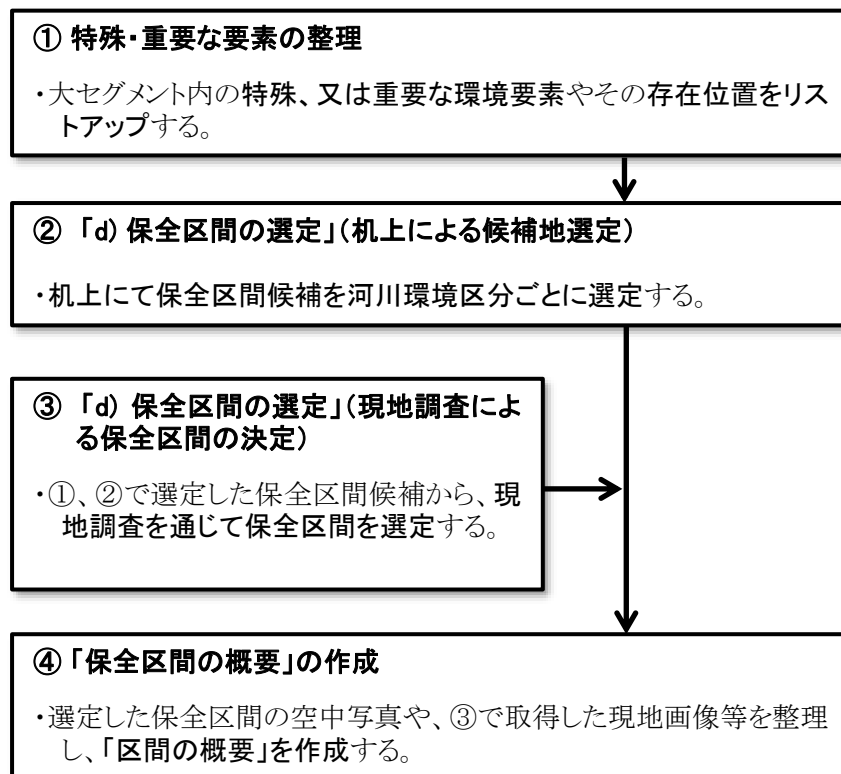 ① 特殊・重要な要素の整理
・大セグメント内の特殊、又は重要な環境要素やその存在位置をリス
トアップする。
② 「d) 保全区間の選定」（机上による候補地選定）
・机上にて保全区間候補を河川環境区分ごとに選定する。
③ 「d) 保全区間の選定」（現地調査によ
る保全区間の決定）
・①、②で選定した保全区間候補から、現
地調査を通じて保全区間を選定する。
④ 「保全区間の概要」の作成
・選定した保全区間の空中写真や、③で取得した現地画像等を整理
し、「区間の概要」を作成する。